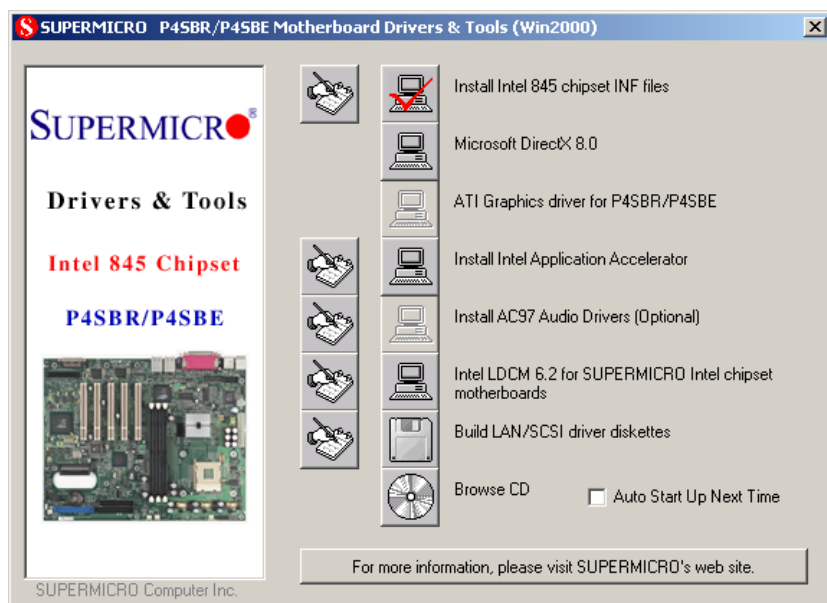 SUPERMICRO P4SBR/P4SBE Motherboard Drivers & Tools (Win2000)
SUPERMICRO®
Drivers & Tools
Intel 845 Chipset
P4SBR/P4SBE
SUPERMICRO Computer Inc.
Install Intel 845 chipset INF files
Microsoft DirectX 8.0
ATI Graphics driver for P4SBR/P4SBE
Install Intel Application Accelerator
Install AC97 Audio Drivers (Optional)
Intel LDCM 6.2 for SUPERMICRO Intel chipset
motherboards
Build LAN/SCSI driver diskettes
Browse CD
Auto Start Up Next Time
For more information, please visit SUPERMICRO's web site.